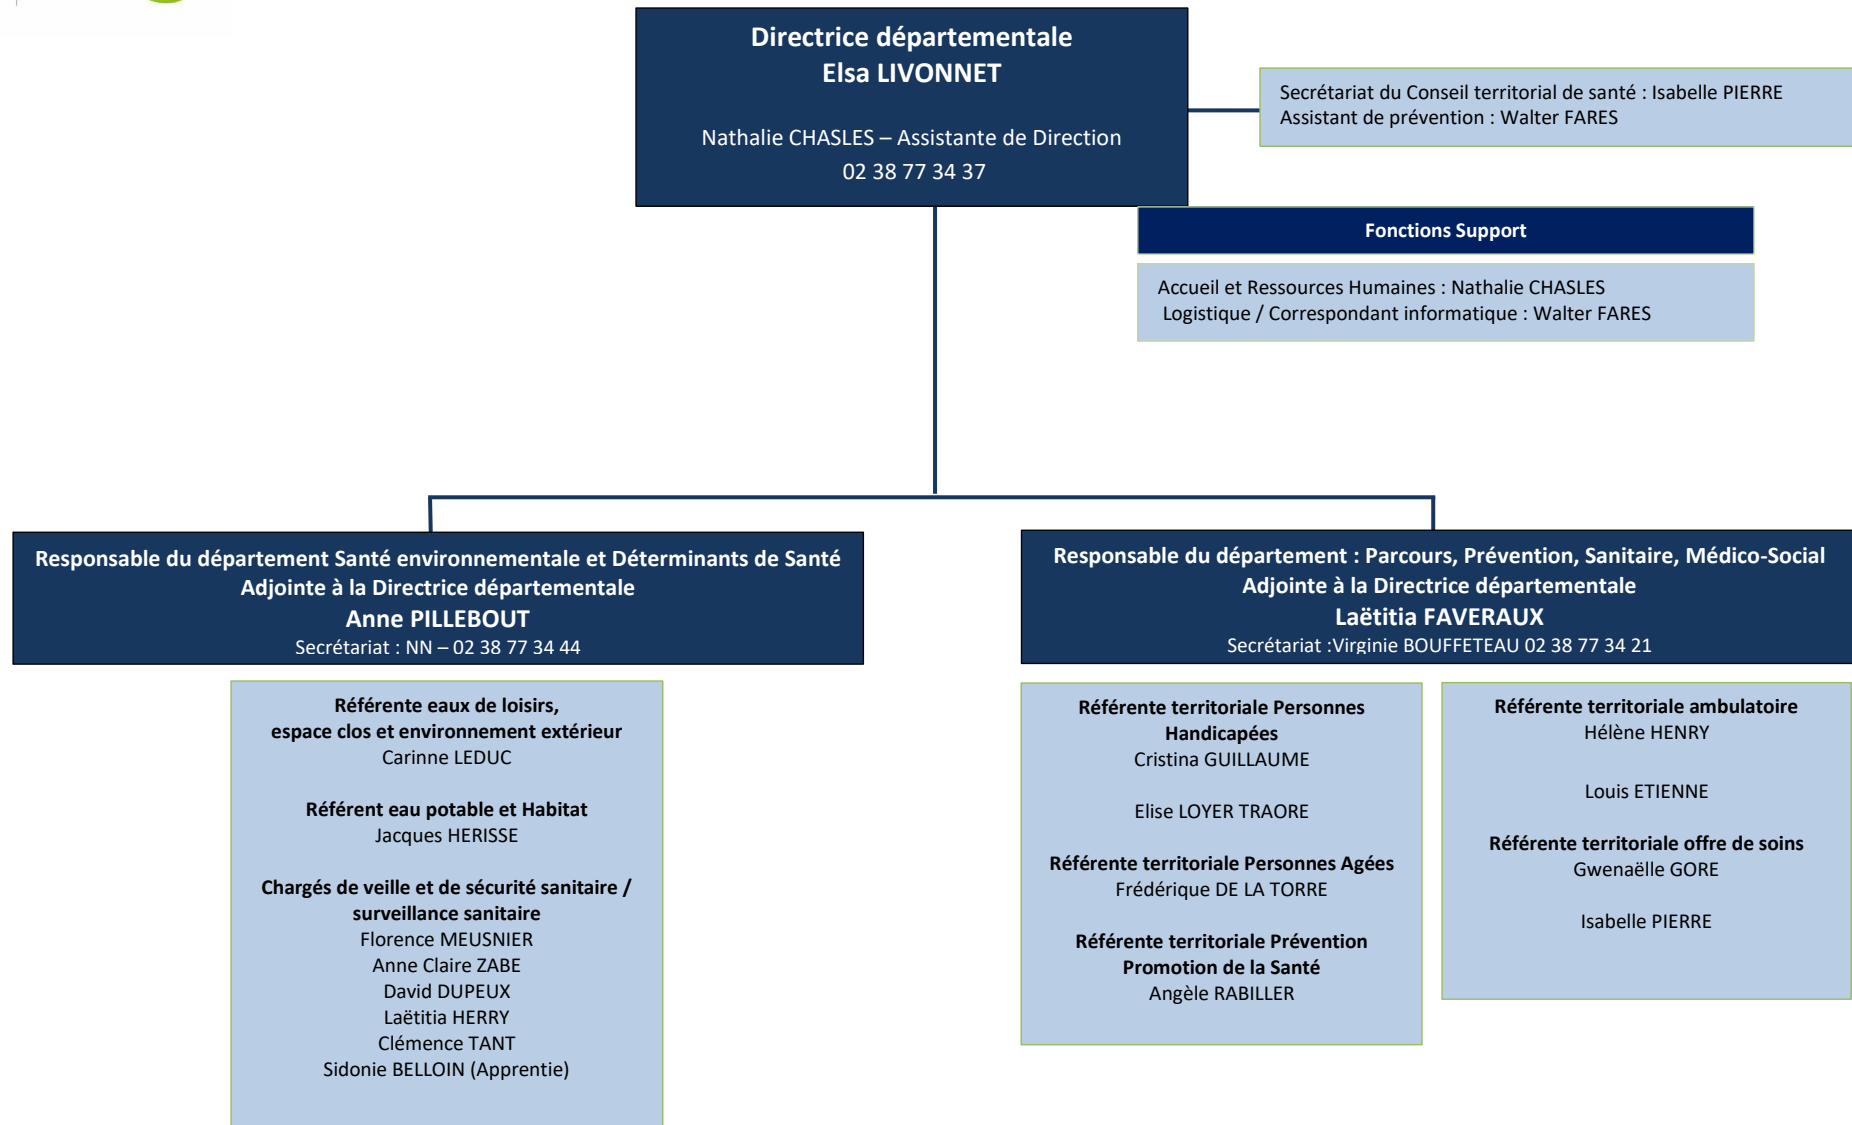 Directrice départementale
Elsa LIVONNET
Nathalie CHASLES – Assistante de Direction
02 38 77 34 37
Secrétariat du Conseil territorial de santé : Isabelle PIERRE
Assistant de prévention : Walter FARES
Fonctions Support
Accueil et Ressources Humaines : Nathalie CHASLES
Logistique / Correspondant informatique : Walter FARES
Responsable du département Santé environnementale et Déterminants de Santé
Adjointe à la Directrice départementale
Anne PILLEBOUT
Secrétariat : NN – 02 38 77 34 44
Référente eaux de loisirs,
espace clos et environnement extérieur
Carinne LEDUC
Référent eau potable et Habitat
Jacques HERISSE
Chargés de veille et de sécurité sanitaire /
surveillance sanitaire
Florence MEUSNIER
Anne Claire ZABE
David DUPEUX
Laëtitia HERRY
Clémence TANT
Sidonie BELLOIN (Apprentie)
Responsable du département : Parcours, Prévention, Sanitaire, Médico-Social
Adjointe à la Directrice départementale
Laëtitia FAVERAUX
Secrétariat :Virginie BOUFFETEAU 02 38 77 34 21
Référente territoriale Personnes
Handicapées
Cristina GUILLAUME
Elise LOYER TRAORE
Référente territoriale Personnes Agées
Frédérique DE LA TORRE
Référente territoriale Prévention
Promotion de la Santé
Angèle RABILLER
Référente territoriale ambulatoire
Hélène HENRY
Louis ETIENNE
Référente territoriale offre de soins
Gwenaëlle GORE
Isabelle PIERRE